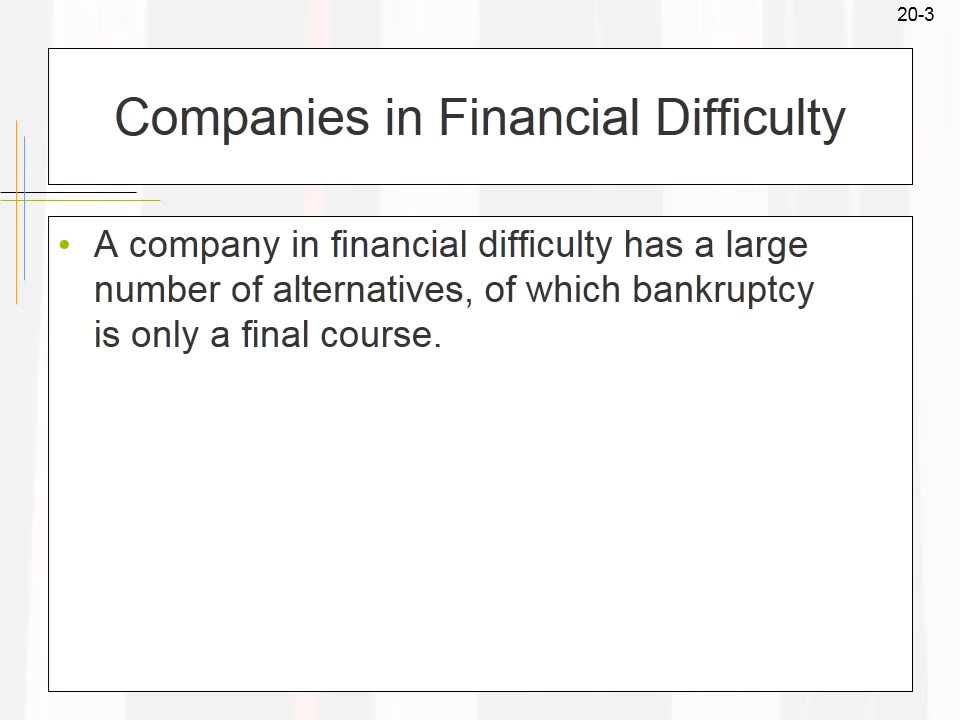 20-3
Companies in Financial Difficulty
• A company in financial difficulty has a large
number of alternatives, of which bankruptcy
is only a final course.